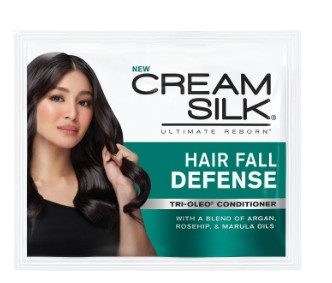 NEW
CREAM
SILK®
ULTIMATE REBORN*
HAIR FALL
DEFENSE
TRI-OLEO* CONDITIONER
WITH A BLEND OF ARGAN,
ROSEHIP, & MARULA OILS